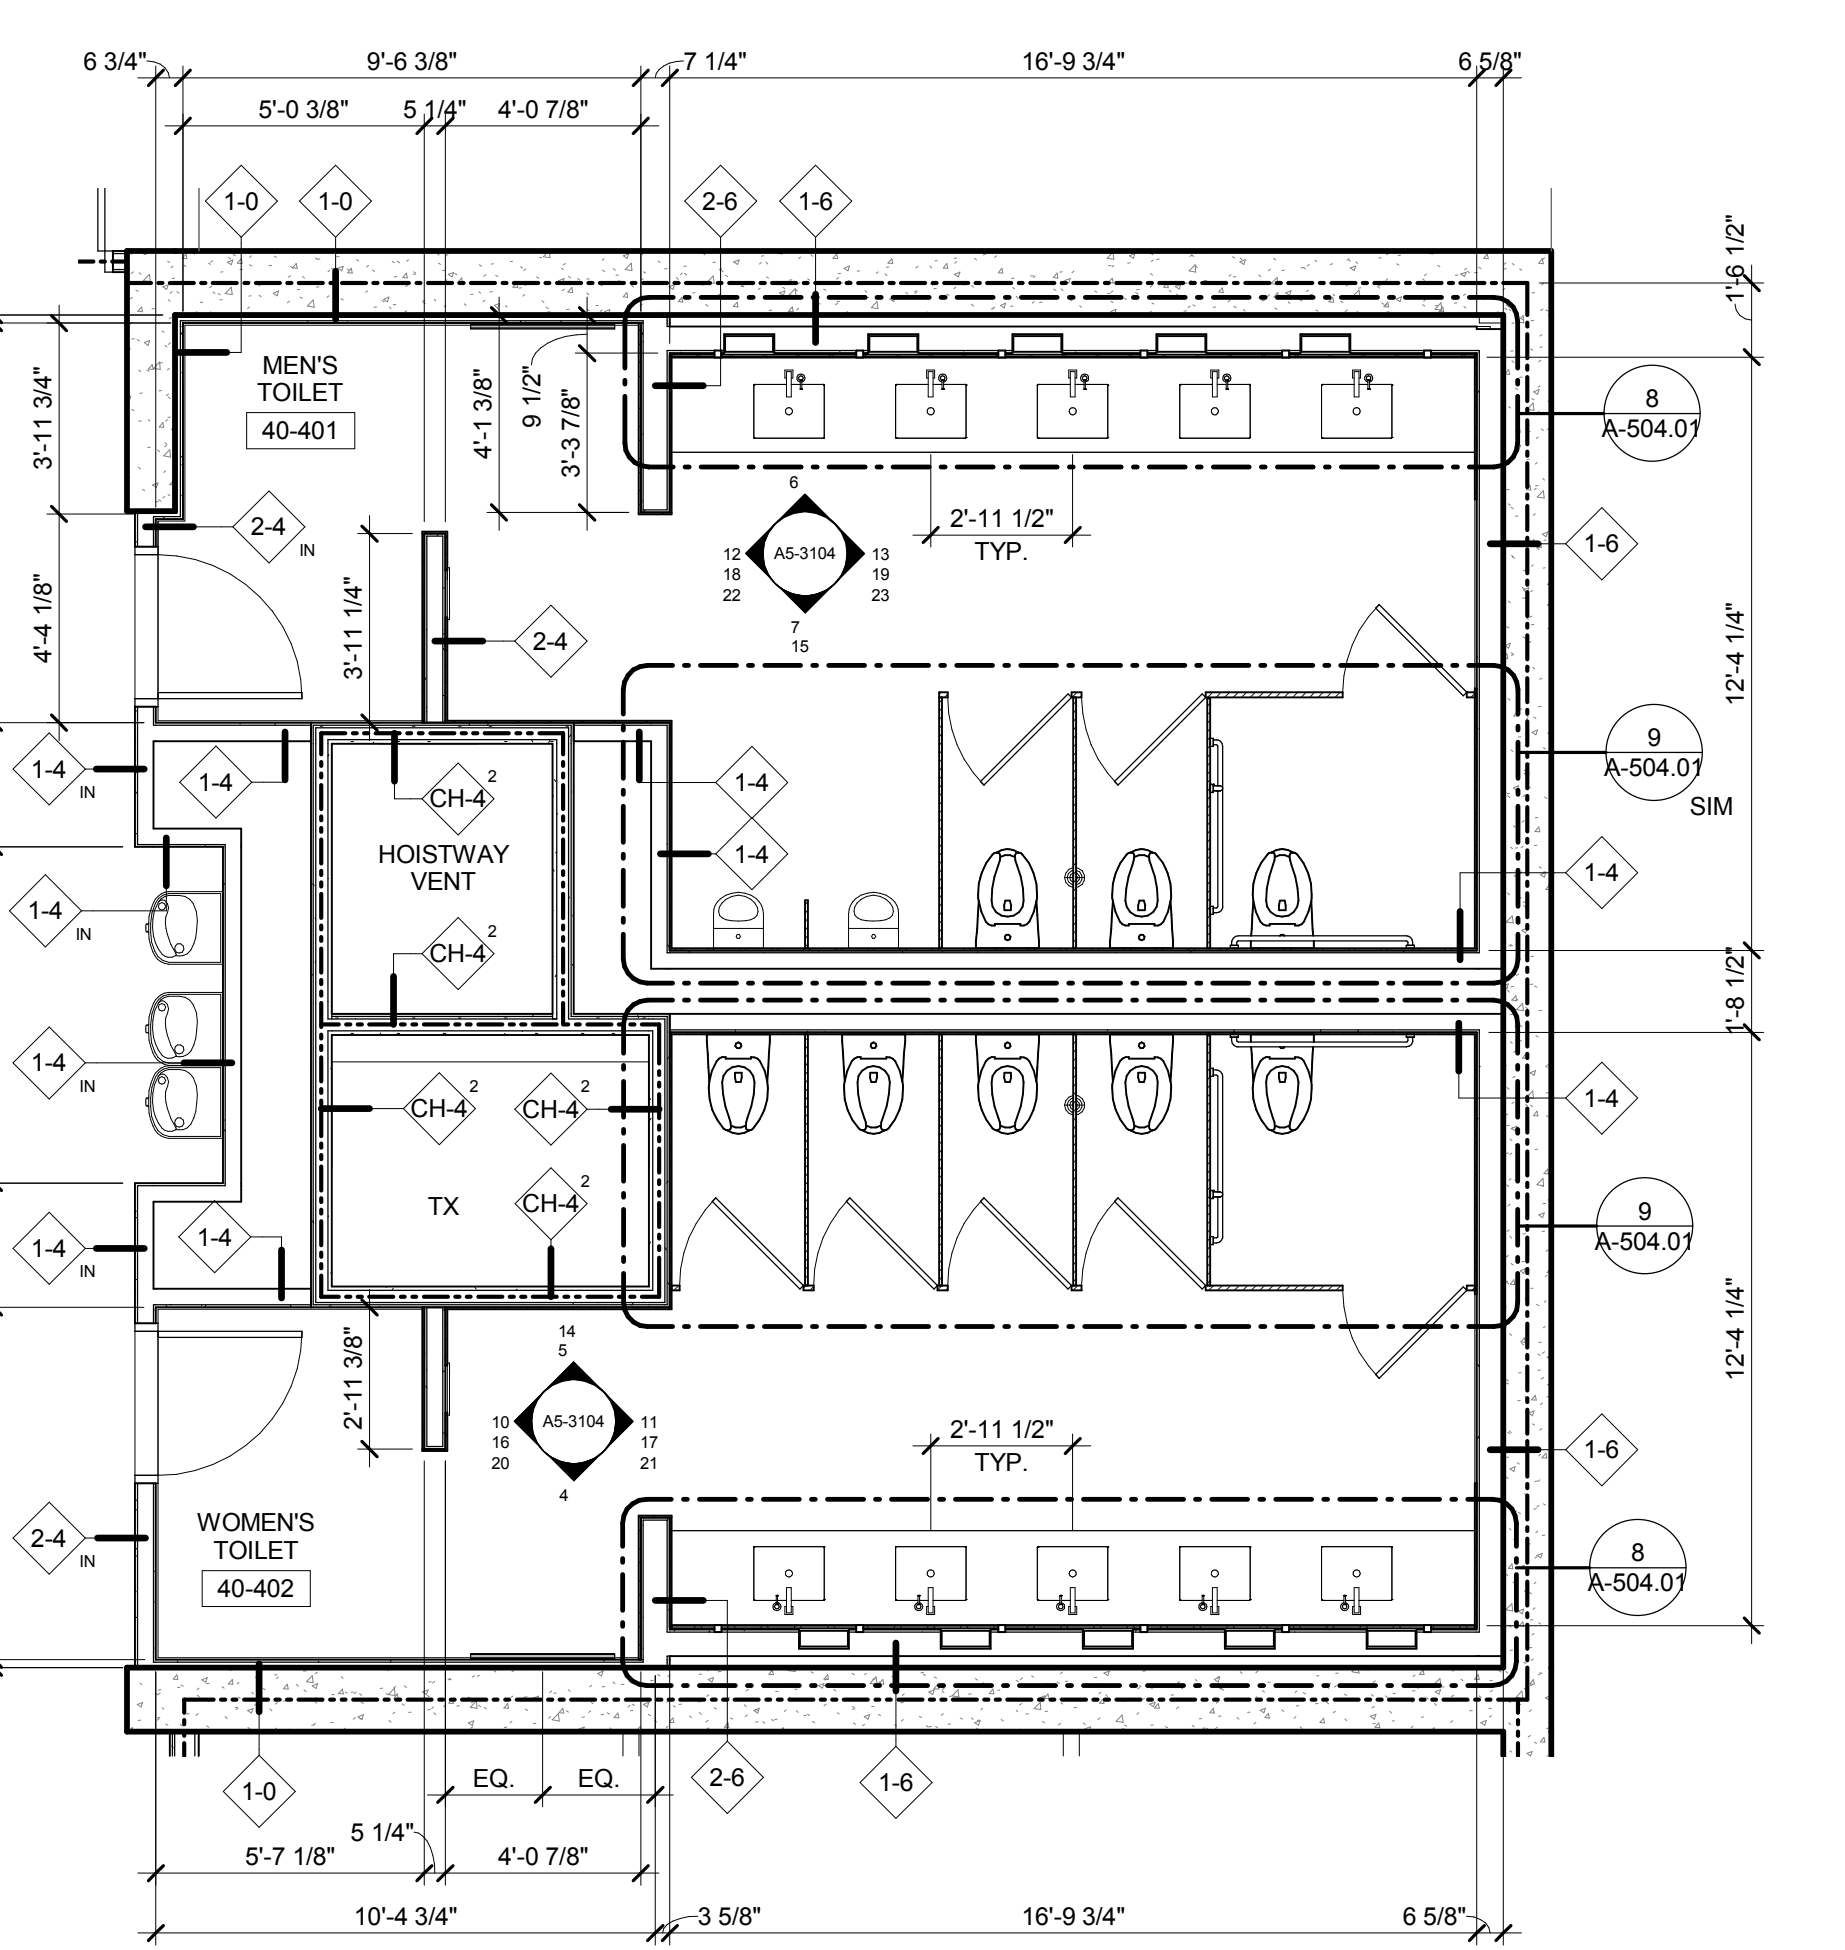 6 3/4"
9'-6 3/8"
7 1/4"
16'-9 3/4"
6 5/8"
5'-0 3/8"
5 1/4"
4'-0 7/8"
1-0
1-0
2-6
1-6
1'-6 1/2"
MEN'S
TOILET
40-401
3'-11 3/4"
4'-1 3/8"
9 1/2"
3'-3 7/8"
8
A-504.01
6
2-4
IN
12
18
22
A5-3104
13
19
23
7
15
2'-11 1/2"
TYP.
1-6
4'-4 1/8"
3'-11 1/4"
2-4
12'-4 1/4"
1-4
IN
1-4
CH-4
2
1-4
9
A-504.01
SIM
HOISTWAY
VENT
1-4
1-4
1-4
IN
CH-4
2
1'-8 1/2"
1-4
IN
CH-4
2
CH-4
2
1-4
TX
CH-4
2
1-4
1-4
IN
9
A-504.01
2'-11 3/8"
14
5
10
16
20
A5-3104
11
17
21
4
2'-11 1/2"
TYP.
12'-4 1/4"
1-6
2-4
IN
WOMEN'S
TOILET
40-402
8
A-504.01
1-0
EQ.
EQ.
2-6
1-6
5'-7 1/8"
5 1/4"
4'-0 7/8"
10'-4 3/4"
3 5/8"
16'-9 3/4"
6 5/8"